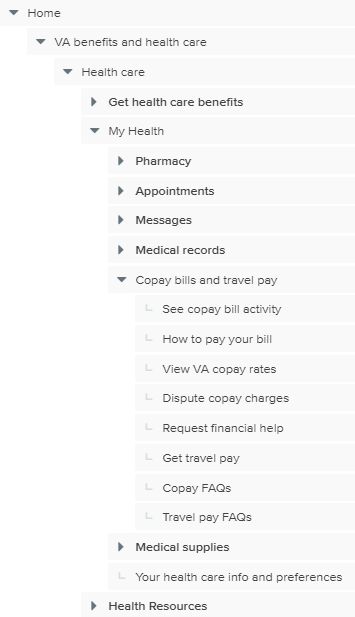 Home
VA benefits and health care
Health care
Get health care benefits
My Health
Pharmacy
Appointments
Messages
Medical records
Copay bills and travel pay
See copay bill activity
How to pay your bill
View VA copay rates
Dispute copay charges
Request financial help
Get travel pay
Copay FAQs
Travel pay FAQs
Medical supplies
Your health care info and preferences
Health Resources